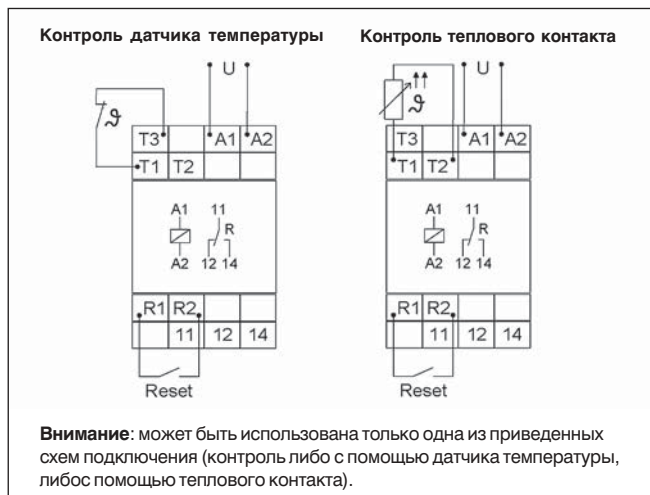 Контроль датчика температуры
Контроль теплового контакта
U
ϑ
T3 A1 A2
T1 T2
A1 11
R
A2 12 14
R1 R2
11 12 14
Reset
U
ϑ
T3 A1 A2
T1 T2
A1 11
R
A2 12 14
R1 R2
11 12 14
Reset
Внимание: может быть использована только одна из приведенных
схем подключения (контроль либо с помощью датчика температуры,
либос помощью теплового контакта).